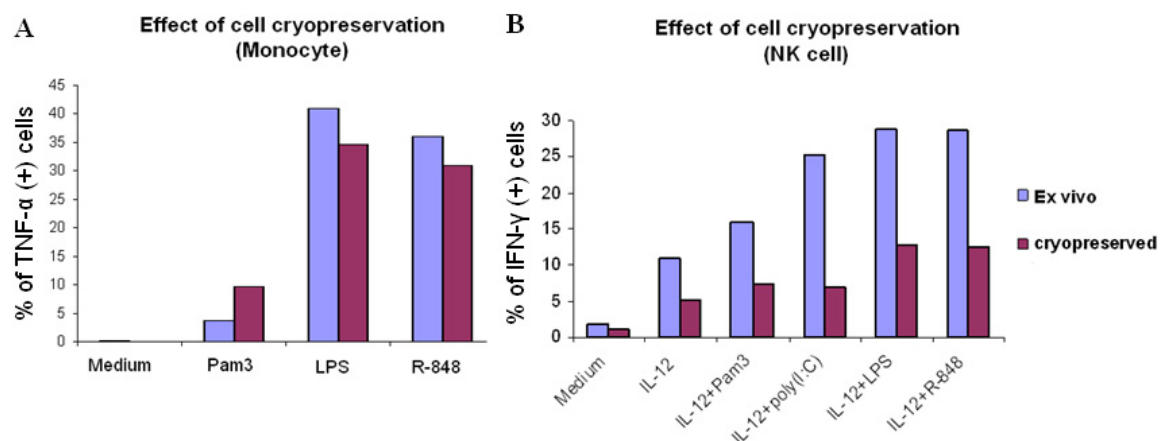 A
Effect of cell cryopreservation
(Monocyte)
% of TNF-α (+) cells
45
40
35
30
25
20
15
10
5
0
Medium
Pam3
LPS
R-848
B
Effect of cell cryopreservation
(NK cell)
% of IFN-γ (+) cells
30
25
20
15
10
5
0
Medium
IL-12
IL-12+Pam3
IL-12+poly(I:C)
IL-12+LPS
IL-12+R-848
Ex vivo
cryopreserved